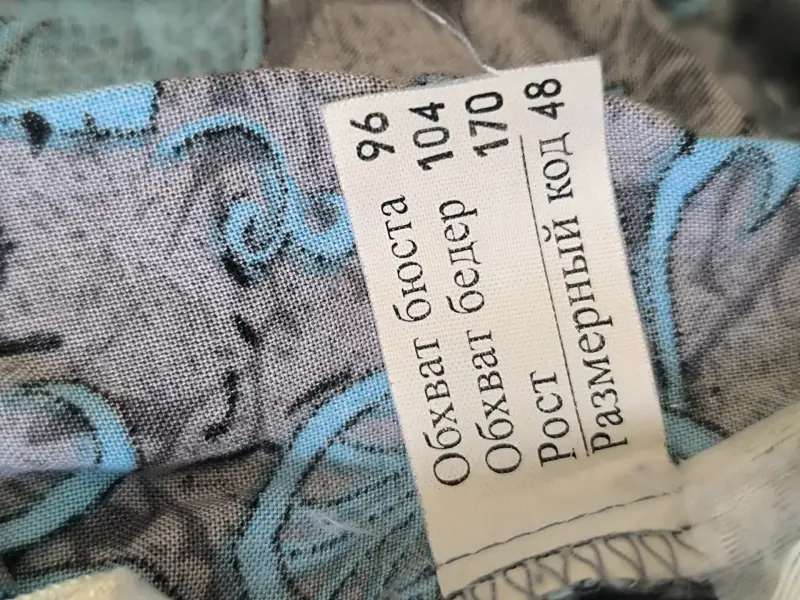 Обхват бюста 96
Обхват бедер 104
Рост 170
Размерный код 48